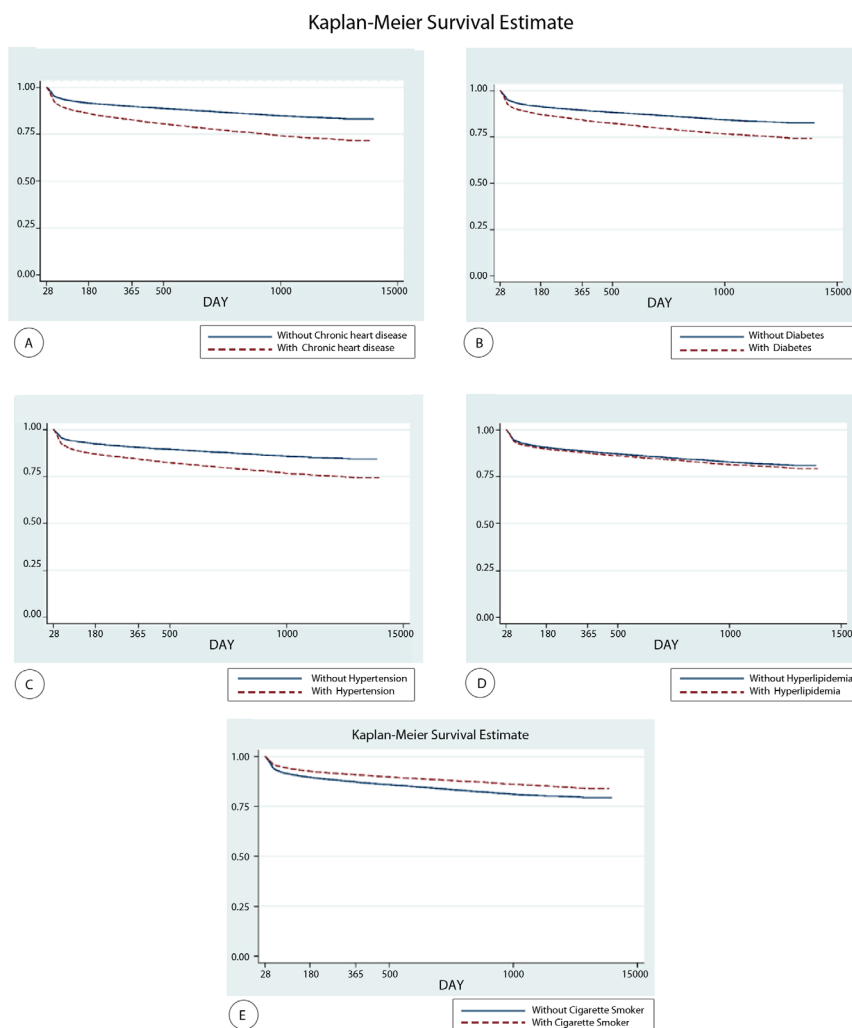 Kaplan-Meier Survival Estimate
1.00
0.75
0.50
0.25
0.00
28 180 365 500 1000 15000
DAY
A
Without Chronic heart disease
With Chronic heart disease
1.00
0.75
0.50
0.25
0.00
28 180 365 500 1000 15000
DAY
B
Without Diabetes
With Diabetes
1.00
0.75
0.50
0.25
0.00
28 180 365 500 1000 15000
DAY
C
Without Hypertension
With Hypertension
1.00
0.75
0.50
0.25
0.00
28 180 365 500 1000 1500
DAY
D
Without Hyperlipidemia
With Hyperlipidemia
Kaplan-Meier Survival Estimate
1.00
0.75
0.50
0.25
0.00
28 180 365 500 1000 15000
DAY
E
Without Cigarette Smoker
With Cigarette Smoker